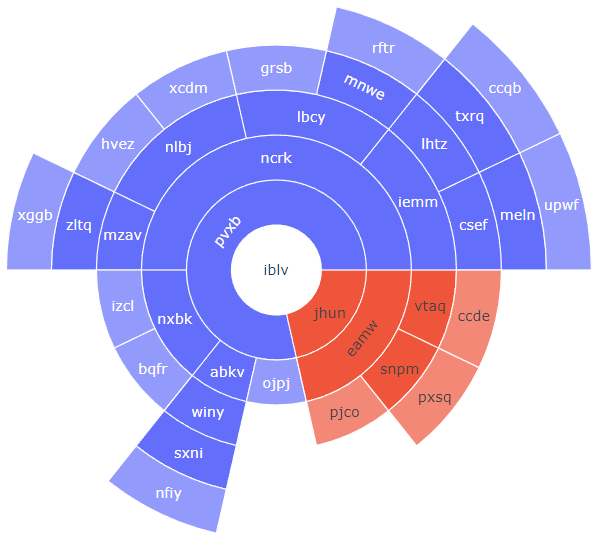 rftr
grsb
xcdm
mnwe
ccqb
txrq
lbcy
hvez
nlbj
lhtz
ncrk
iemm
upwf
xggb
meln
zltq
csef
mzav
pvxb
iblv
izcl
vtaq
jhun
ccde
nxbk
eamw
bqfr
abkv
snpm
ojpj
pxsq
winy
pjco
sxni
nfiy